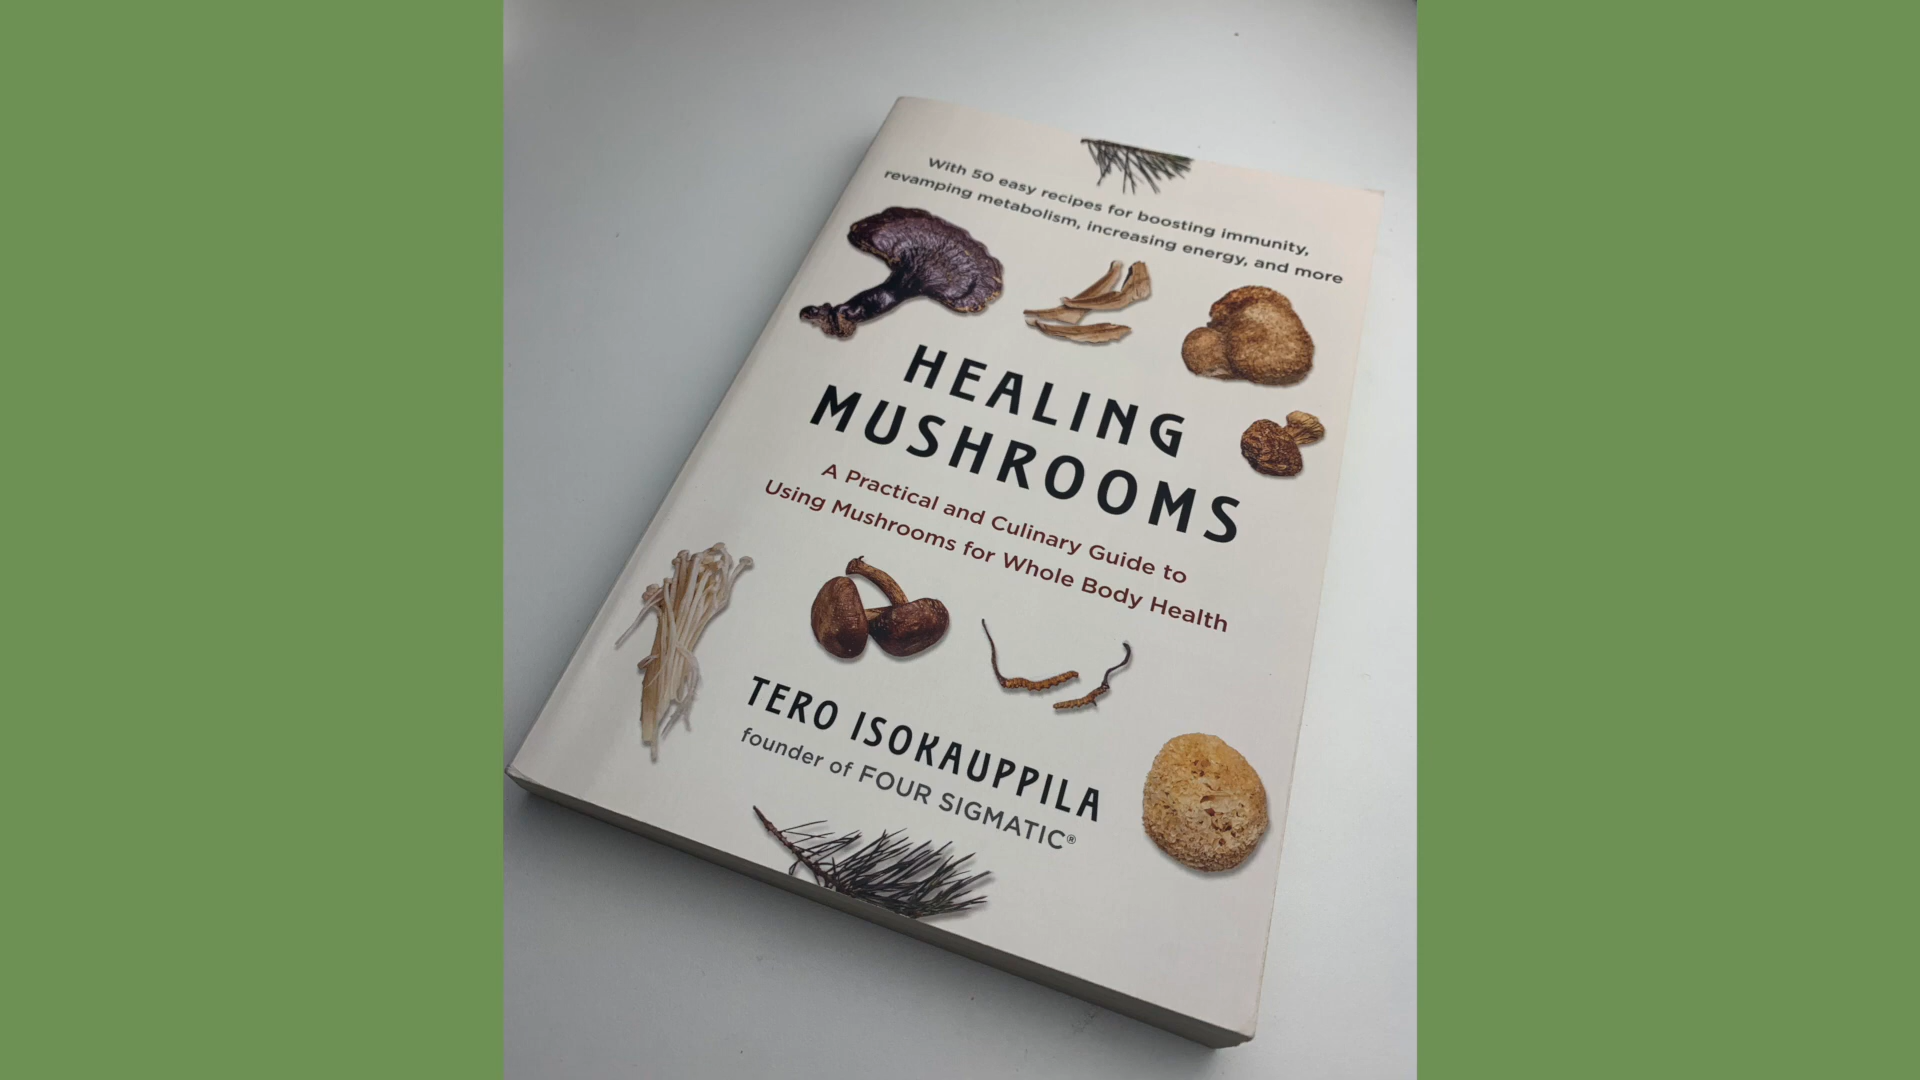 With 50 easy recipes for boosting immunity,
revamping metabolism, increasing energy, and more
HEALING
MUSHROOMS
A Practical and Culinary Guide to
Using Mushrooms for Whole Body Health
TERO ISOKAUPPILA
founder of FOUR SIGMATIC®